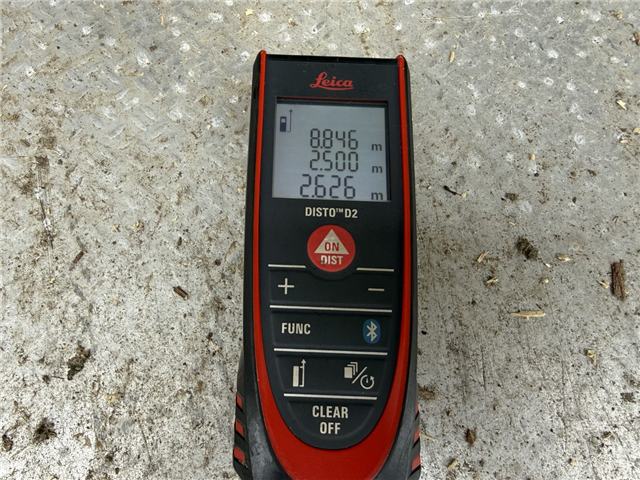 Leica
8.846 m
2.500 m
2.626 m
DISTO™ D2
ON
DIST
+ −
FUNC
CLEAR
OFF